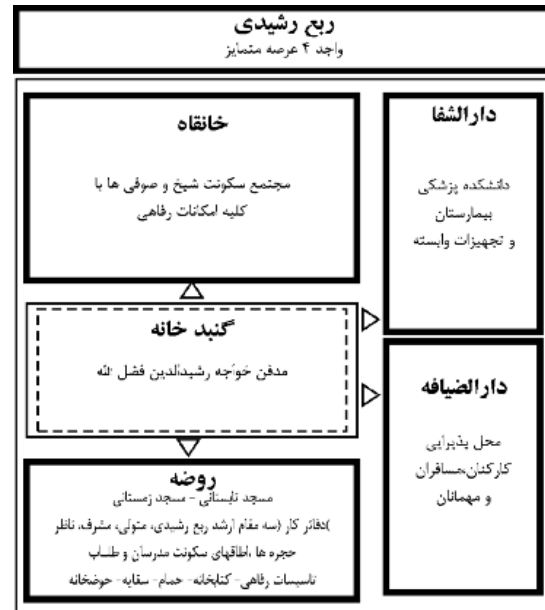 ربع رشیدی
واجد ۴ عرصه متمایز
دارالشفا
دانشکده پزشکی
بیمارستان
و تجهیزات وابسته
خانقاه
مجتمع سکونت شیخ و صوفی ها با
کلیه امکانات رفاهی
گنبد خانه
مدفن خواجه رشیدالدین فضل الله
دارالضیافه
محل پذیرایی
کارکنان،مسافران
و مهمانان
روضه
مسجد تابستانی - مسجد زمستانی
)دفاتر کار (سه مقام ارشد ربع رشیدی، متولی، مشرف، ناظر
حجره ها ،اطاقهای سکونت مدرسان و طلاب
تاسیسات رفاهی- کتابخانه- حمام- سقایه- حوضخانه